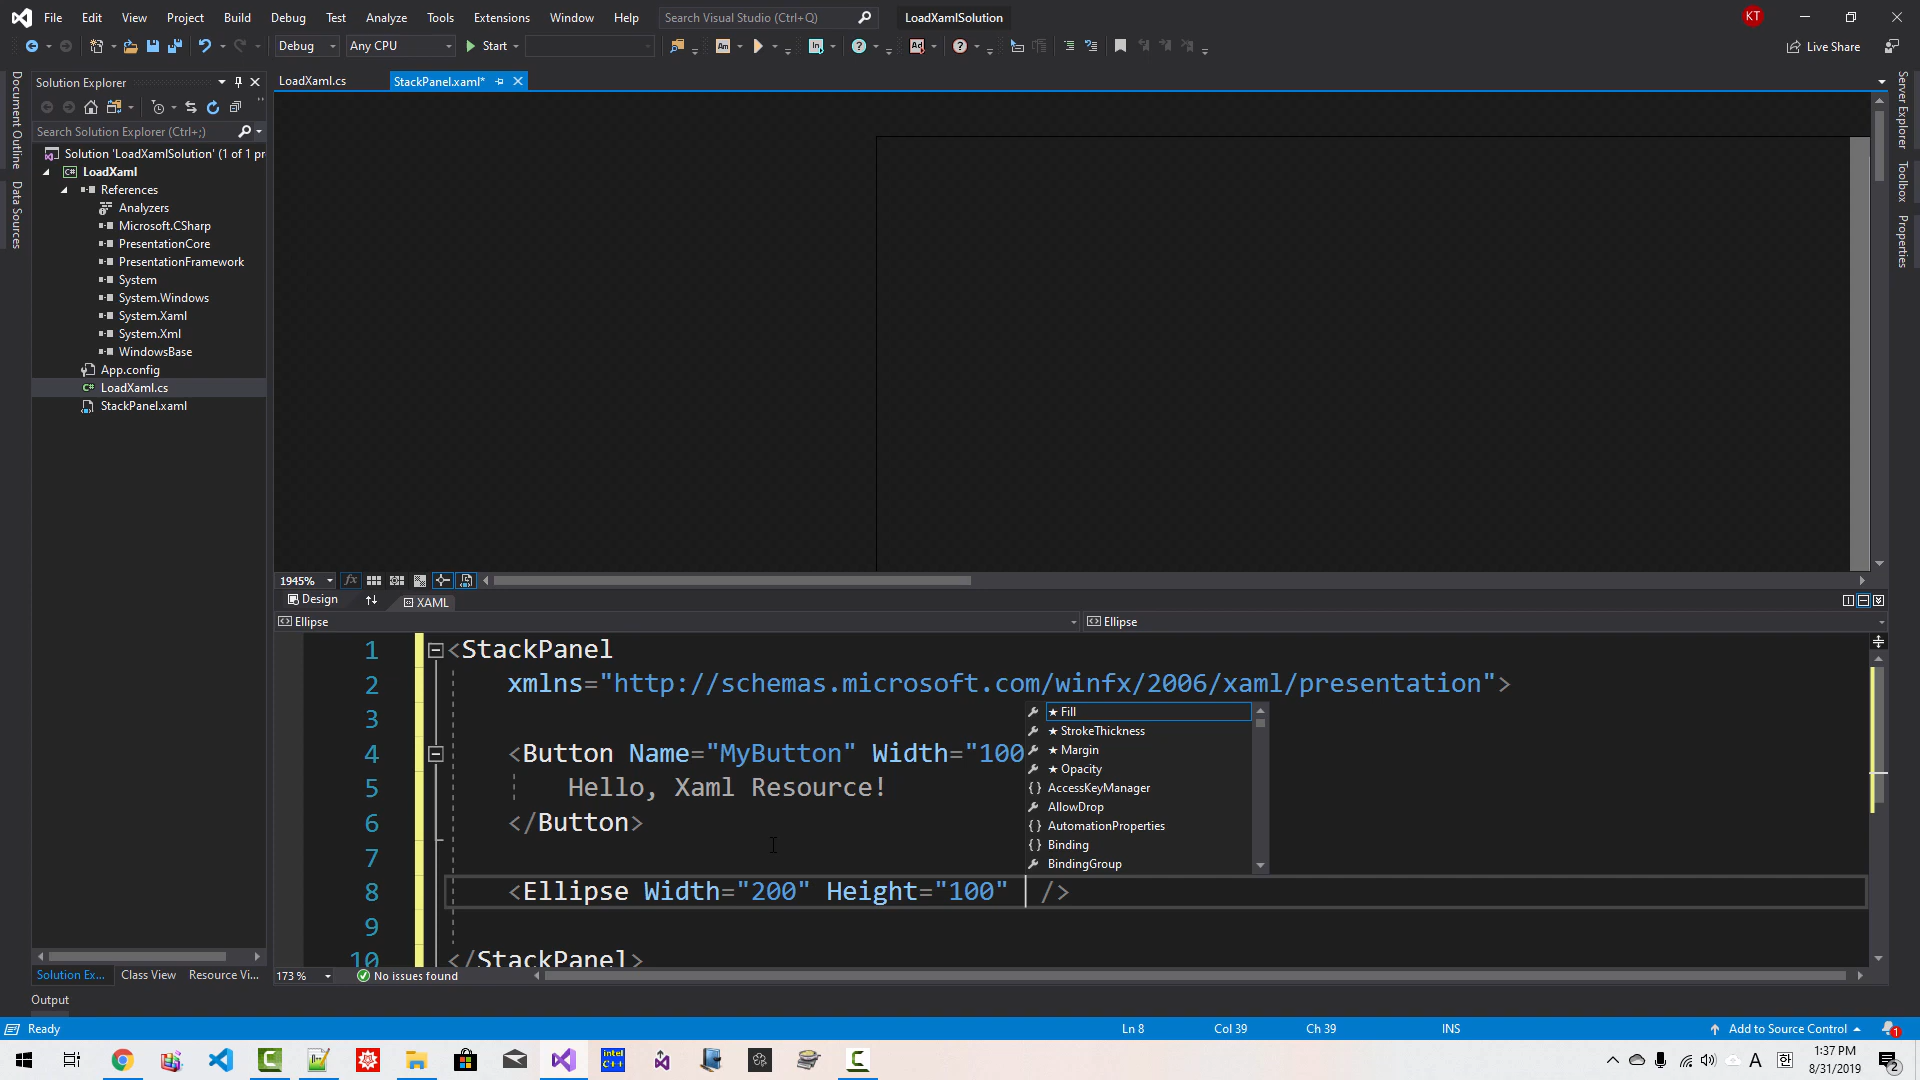 File Edit View Project Build Debug Test Analyze Tools Extensions Window Help Search Visual Studio (Ctrl+Q) LoadXamlSolution KT
Debug Any CPU Start Live Share
Solution Explorer
LoadXaml.cs
StackPanel.xaml*
Search Solution Explorer (Ctrl+;)
Solution 'LoadXamlSolution' (1 of 1 pr
LoadXaml
References
Analyzers
Microsoft.CSharp
PresentationCore
PresentationFramework
System
System.Windows
System.Xaml
System.Xml
WindowsBase
App.config
LoadXaml.cs
StackPanel.xaml
Document Outline
Data Sources
Server Explorer
Toolbox
Properties
1945%
Design
XAML
Ellipse
Ellipse
1 <StackPanel
2 xmlns="http://schemas.microsoft.com/winfx/2006/xaml/presentation">
3
4 <Button Name="MyButton" Width="100
5 Hello, Xaml Resource!
6 </Button>
7
8 <Ellipse Width="200" Height="100" />
9
10 </StackPanel>
★ Fill
★ StrokeThickness
★ Margin
★ Opacity
AccessKeyManager
AllowDrop
AutomationProperties
Binding
BindingGroup
Solution Ex... Class View Resource Vi...
173 % No issues found
Output
Ready Ln 8 Col 39 Ch 39 INS Add to Source Control 1
intel C++
A 한 1:37 PM
8/31/2019
2